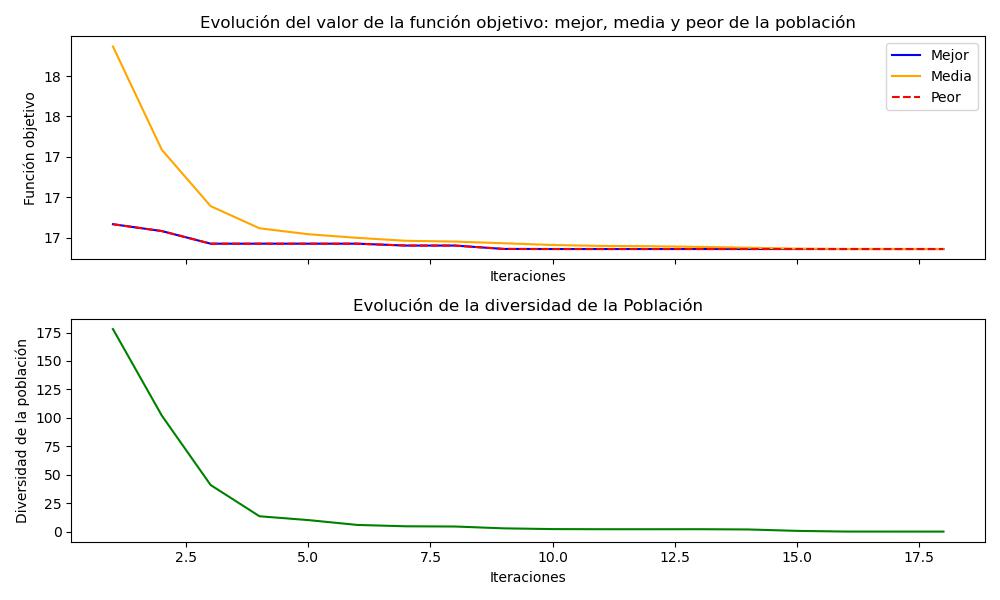 Evolución del valor de la función objetivo: mejor, media y peor de la población
Mejor
Media
Peor
18
18
17
17
17
Función objetivo
Iteraciones
Evolución de la diversidad de la Población
175
150
125
100
75
50
25
0
Diversidad de la población
2.5 5.0 7.5 10.0 12.5 15.0 17.5
Iteraciones